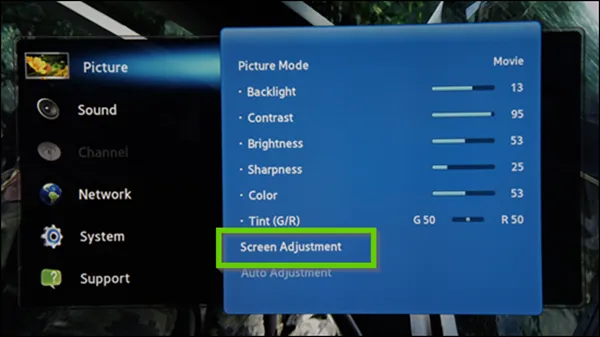 Picture
Sound
Channel
Network
System
Support
Picture Mode Movie
· Backlight 13
· Contrast 95
· Brightness 53
· Sharpness 25
· Color 53
· Tint (G/R) G 50 R 50
Screen Adjustment
Auto Adjustment